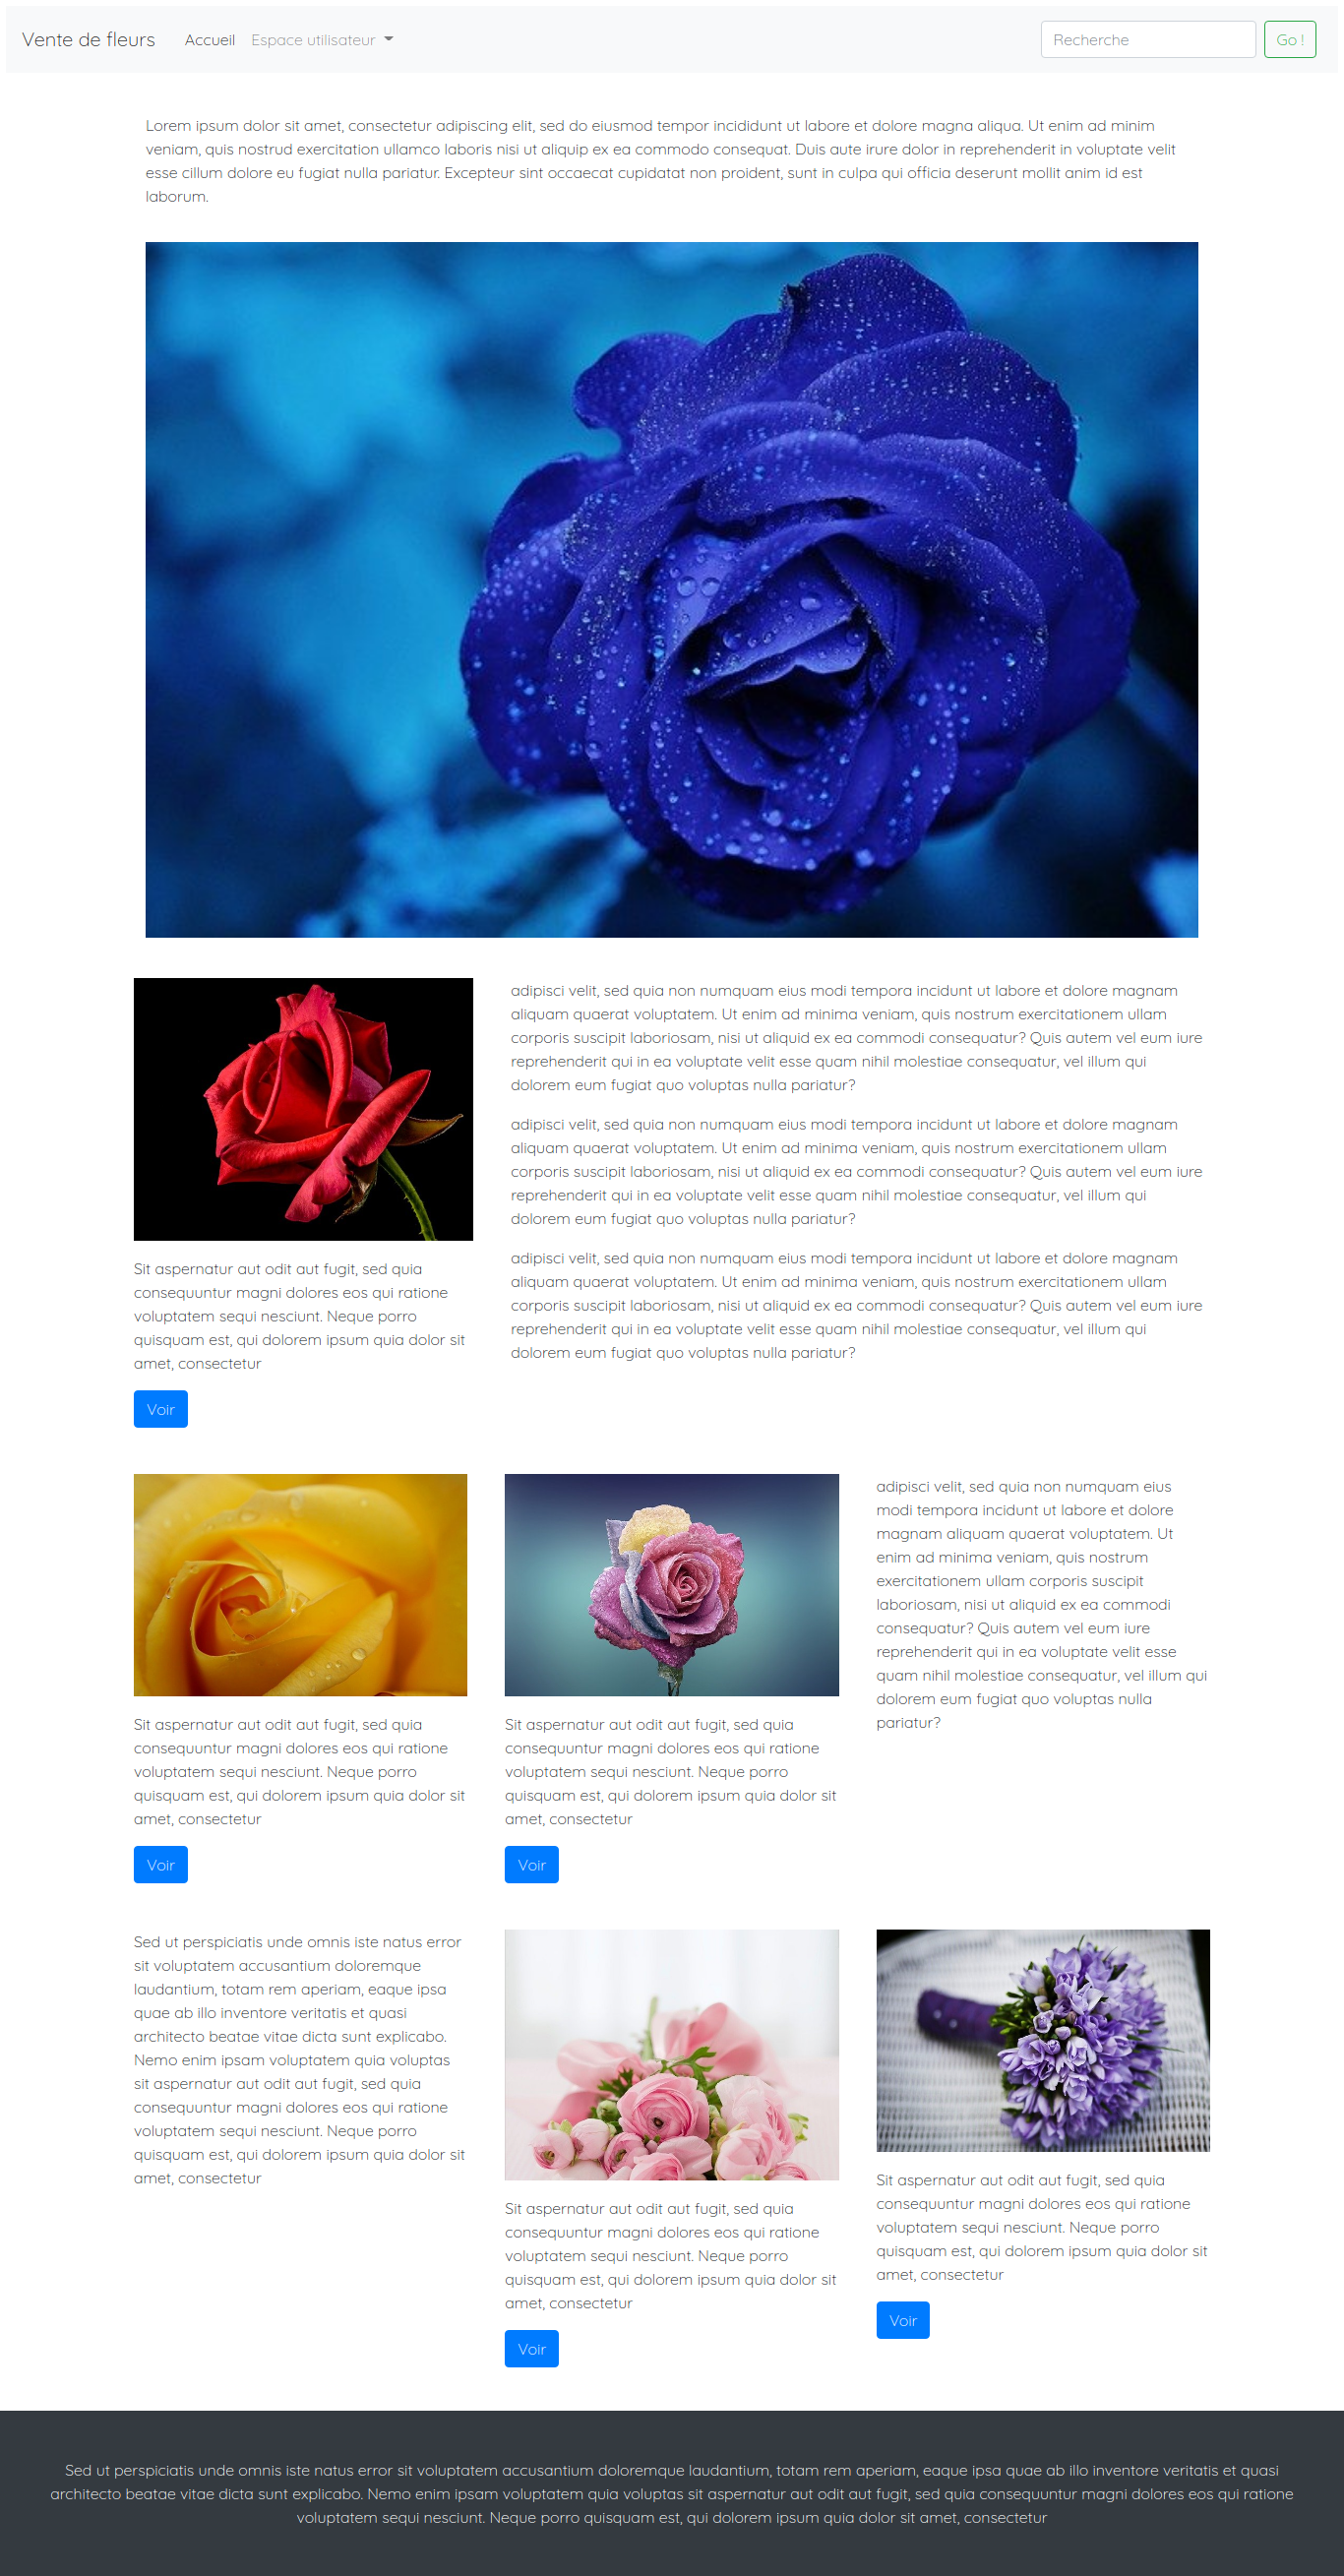 Vente de fleurs Accueil Espace utilisateur Recherche Go !
Lorem ipsum dolor sit amet, consectetur adipiscing elit, sed do eiusmod tempor incididunt ut labore et dolore magna aliqua. Ut enim ad minim
veniam, quis nostrud exercitation ullamco laboris nisi ut aliquip ex ea commodo consequat. Duis aute irure dolor in reprehenderit in voluptate velit
esse cillum dolore eu fugiat nulla pariatur. Excepteur sint occaecat cupidatat non proident, sunt in culpa qui officia deserunt mollit anim id est
laborum.
Sit aspernatur aut odit aut fugit, sed quia
consequuntur magni dolores eos qui ratione
voluptatem sequi nesciunt. Neque porro
quisquam est, qui dolorem ipsum quia dolor sit
amet, consectetur
Voir
adipisci velit, sed quia non numquam eius modi tempora incidunt ut labore et dolore magnam
aliquam quaerat voluptatem. Ut enim ad minima veniam, quis nostrum exercitationem ullam
corporis suscipit laboriosam, nisi ut aliquid ex ea commodi consequatur? Quis autem vel eum iure
reprehenderit qui in ea voluptate velit esse quam nihil molestiae consequatur, vel illum qui
dolorem eum fugiat quo voluptas nulla pariatur?
adipisci velit, sed quia non numquam eius modi tempora incidunt ut labore et dolore magnam
aliquam quaerat voluptatem. Ut enim ad minima veniam, quis nostrum exercitationem ullam
corporis suscipit laboriosam, nisi ut aliquid ex ea commodi consequatur? Quis autem vel eum iure
reprehenderit qui in ea voluptate velit esse quam nihil molestiae consequatur, vel illum qui
dolorem eum fugiat quo voluptas nulla pariatur?
adipisci velit, sed quia non numquam eius modi tempora incidunt ut labore et dolore magnam
aliquam quaerat voluptatem. Ut enim ad minima veniam, quis nostrum exercitationem ullam
corporis suscipit laboriosam, nisi ut aliquid ex ea commodi consequatur? Quis autem vel eum iure
reprehenderit qui in ea voluptate velit esse quam nihil molestiae consequatur, vel illum qui
dolorem eum fugiat quo voluptas nulla pariatur?
Sit aspernatur aut odit aut fugit, sed quia
consequuntur magni dolores eos qui ratione
voluptatem sequi nesciunt. Neque porro
quisquam est, qui dolorem ipsum quia dolor sit
amet, consectetur
Voir
Sit aspernatur aut odit aut fugit, sed quia
consequuntur magni dolores eos qui ratione
voluptatem sequi nesciunt. Neque porro
quisquam est, qui dolorem ipsum quia dolor sit
amet, consectetur
Voir
adipisci velit, sed quia non numquam eius
modi tempora incidunt ut labore et dolore
magnam aliquam quaerat voluptatem. Ut
enim ad minima veniam, quis nostrum
exercitationem ullam corporis suscipit
laboriosam, nisi ut aliquid ex ea commodi
consequatur? Quis autem vel eum iure
reprehenderit qui in ea voluptate velit esse
quam nihil molestiae consequatur, vel illum qui
dolorem eum fugiat quo voluptas nulla
pariatur?
Sed ut perspiciatis unde omnis iste natus error
sit voluptatem accusantium doloremque
laudantium, totam rem aperiam, eaque ipsa
quae ab illo inventore veritatis et quasi
architecto beatae vitae dicta sunt explicabo.
Nemo enim ipsam voluptatem quia voluptas
sit aspernatur aut odit aut fugit, sed quia
consequuntur magni dolores eos qui ratione
voluptatem sequi nesciunt. Neque porro
quisquam est, qui dolorem ipsum quia dolor sit
amet, consectetur
Sit aspernatur aut odit aut fugit, sed quia
consequuntur magni dolores eos qui ratione
voluptatem sequi nesciunt. Neque porro
quisquam est, qui dolorem ipsum quia dolor sit
amet, consectetur
Voir
Sit aspernatur aut odit aut fugit, sed quia
consequuntur magni dolores eos qui ratione
voluptatem sequi nesciunt. Neque porro
quisquam est, qui dolorem ipsum quia dolor sit
amet, consectetur
Voir
Sed ut perspiciatis unde omnis iste natus error sit voluptatem accusantium doloremque laudantium, totam rem aperiam, eaque ipsa quae ab illo inventore veritatis et quasi
architecto beatae vitae dicta sunt explicabo. Nemo enim ipsam voluptatem quia voluptas sit aspernatur aut odit aut fugit, sed quia consequuntur magni dolores eos qui ratione
voluptatem sequi nesciunt. Neque porro quisquam est, qui dolorem ipsum quia dolor sit amet, consectetur